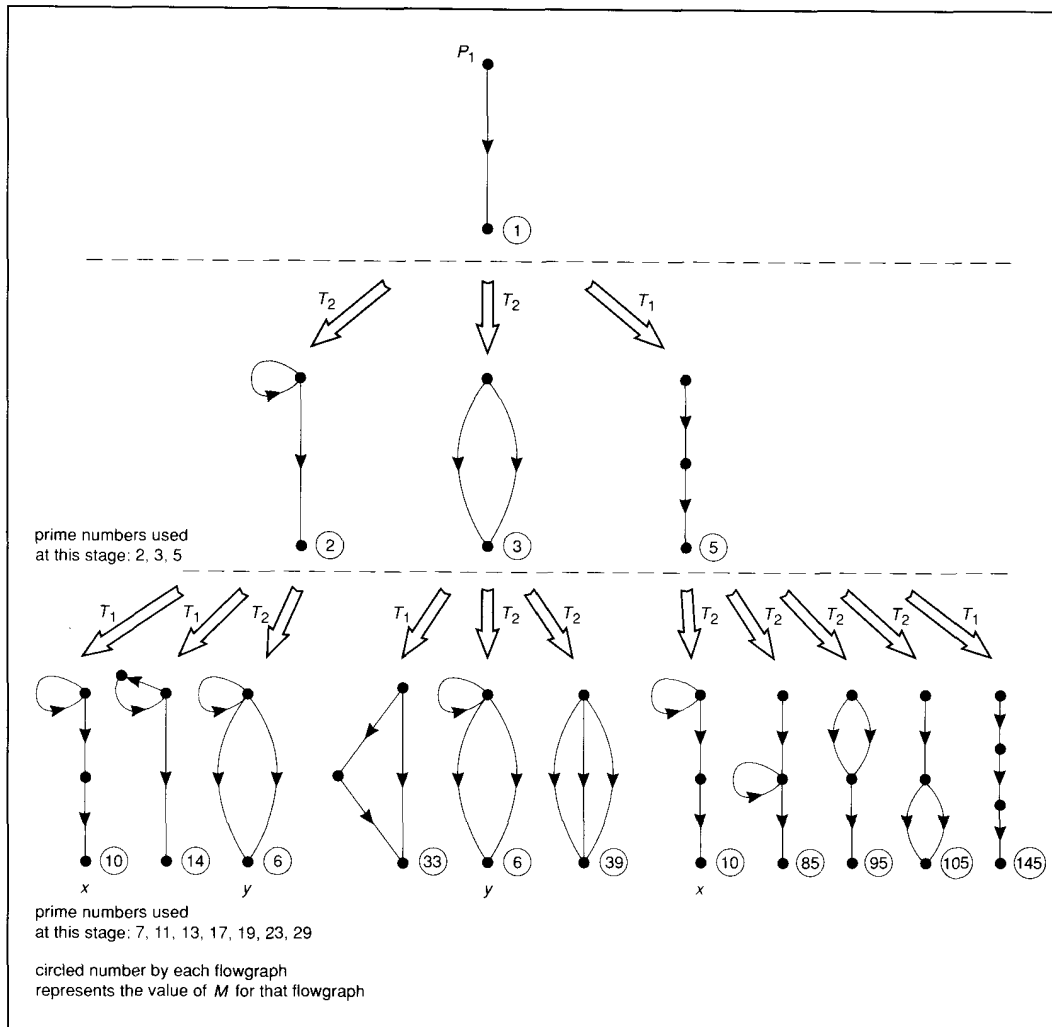 P1
1
T2 T2 T1
prime numbers used
at this stage: 2, 3, 5
2 3 5
T1 T1 T2 T1 T2 T2 T2 T2 T2 T2 T1
10 14 6 33 6 39 10 85 95 105 145
x y y x
prime numbers used
at this stage: 7, 11, 13, 17, 19, 23, 29
circled number by each flowgraph
represents the value of M for that flowgraph